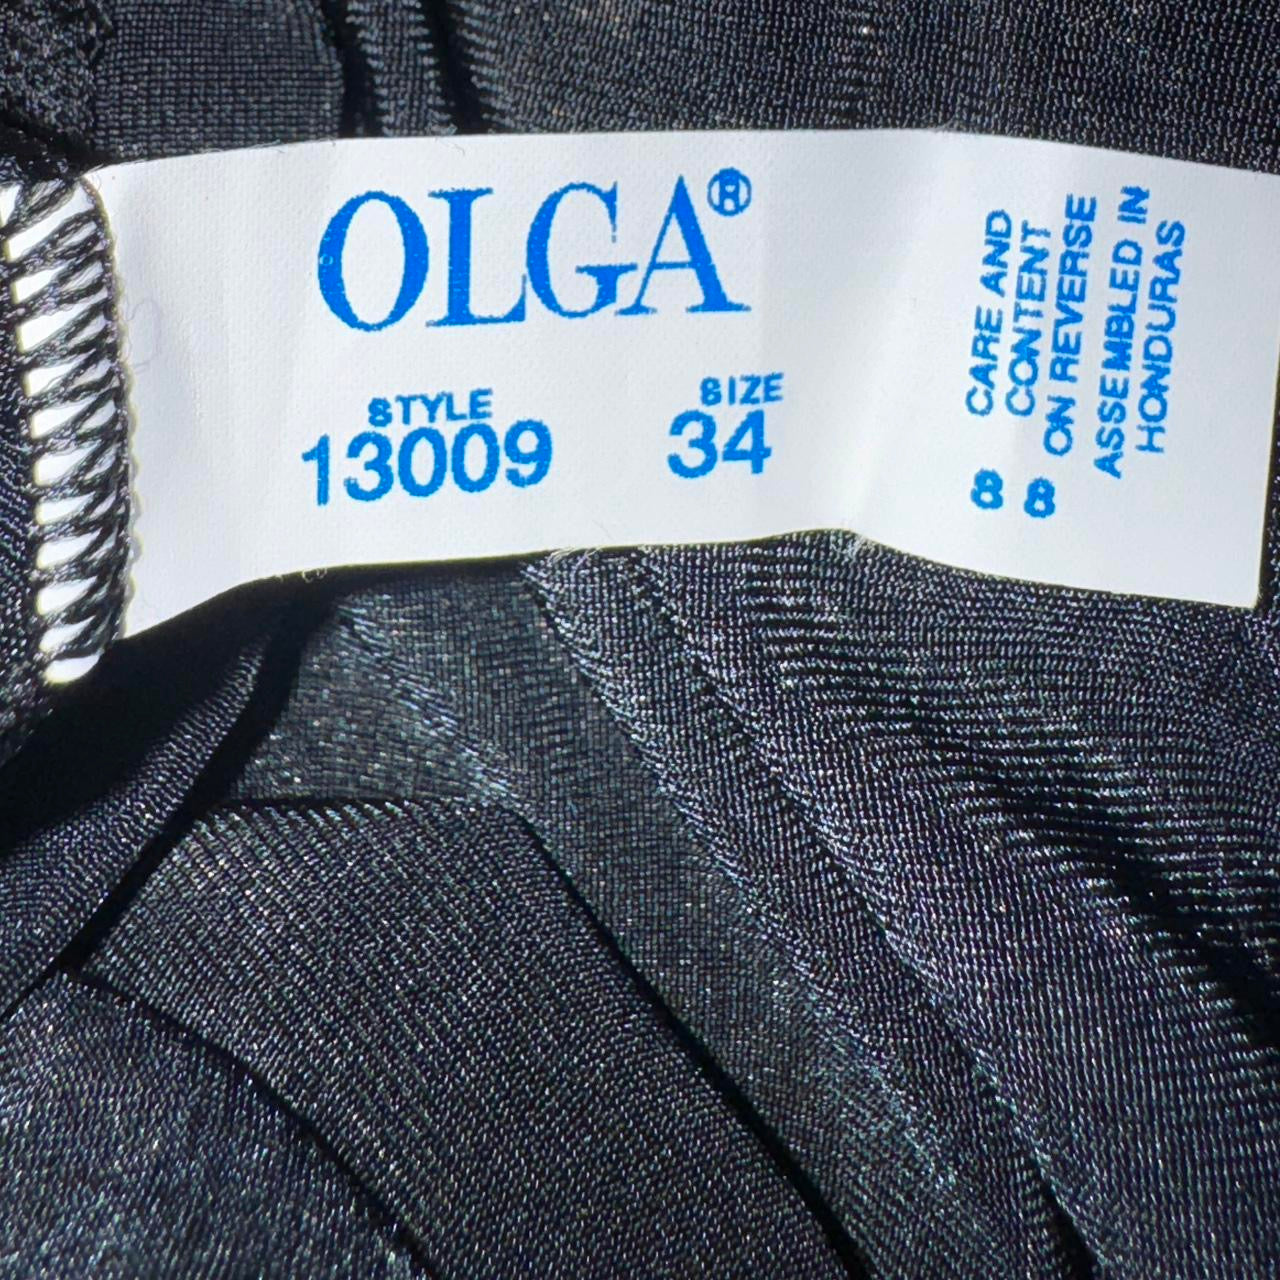 OLGA®
STYLE
13009
SIZE
34
CARE AND
CONTENT
ON REVERSE
ASSEMBLED IN
HONDURAS
8 8